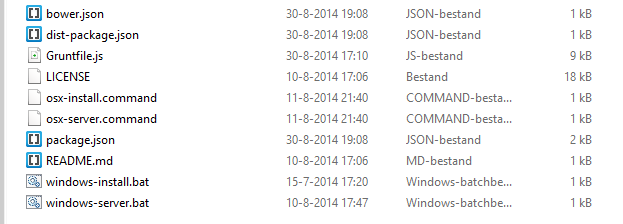 bower.json 30-8-2014 19:08 JSON-bestand 1 kB
dist-package.json 30-8-2014 19:08 JSON-bestand 1 kB
Gruntfile.js 30-8-2014 17:10 JS-bestand 9 kB
LICENSE 10-8-2014 17:06 Bestand 18 kB
osx-install.command 11-8-2014 21:40 COMMAND-besta... 1 kB
osx-server.command 11-8-2014 21:40 COMMAND-besta... 1 kB
package.json 30-8-2014 19:08 JSON-bestand 2 kB
README.md 10-8-2014 17:06 MD-bestand 1 kB
windows-install.bat 15-7-2014 17:20 Windows-batchbe... 1 kB
windows-server.bat 10-8-2014 17:47 Windows-batchbe... 1 kB